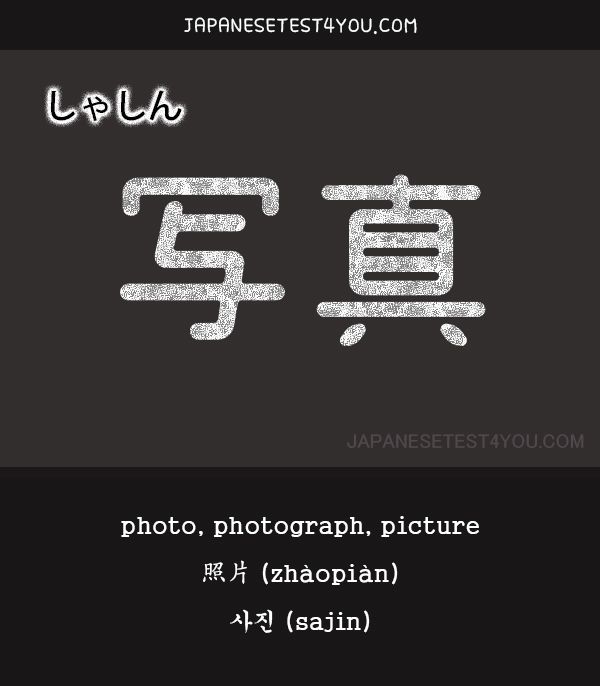 JAPANESETEST4YOU.COM
しゃしん
写真
JAPANESETEST4YOU.COM
photo, photograph, picture
照片 (zhàopiàn)
사진 (sajin)